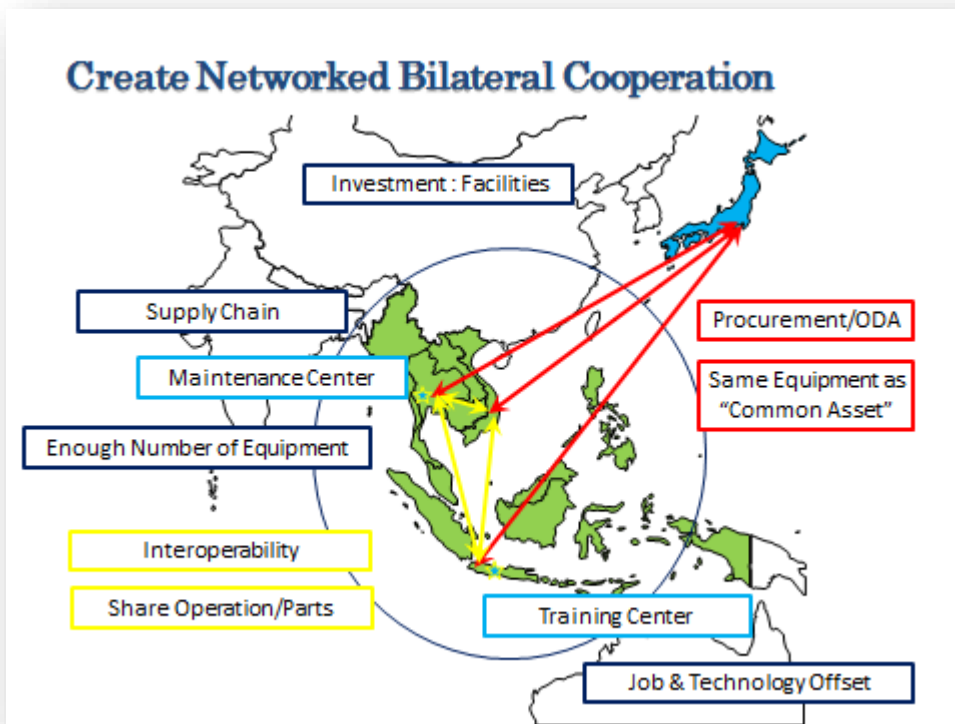 Create Networked Bilateral Cooperation
Investment : Facilities
Supply Chain
Procurement/ODA
Maintenance Center
Same Equipment as
“Common Asset”
Enough Number of Equipment
Interoperability
Share Operation/Parts
Training Center
Job & Technology Offset